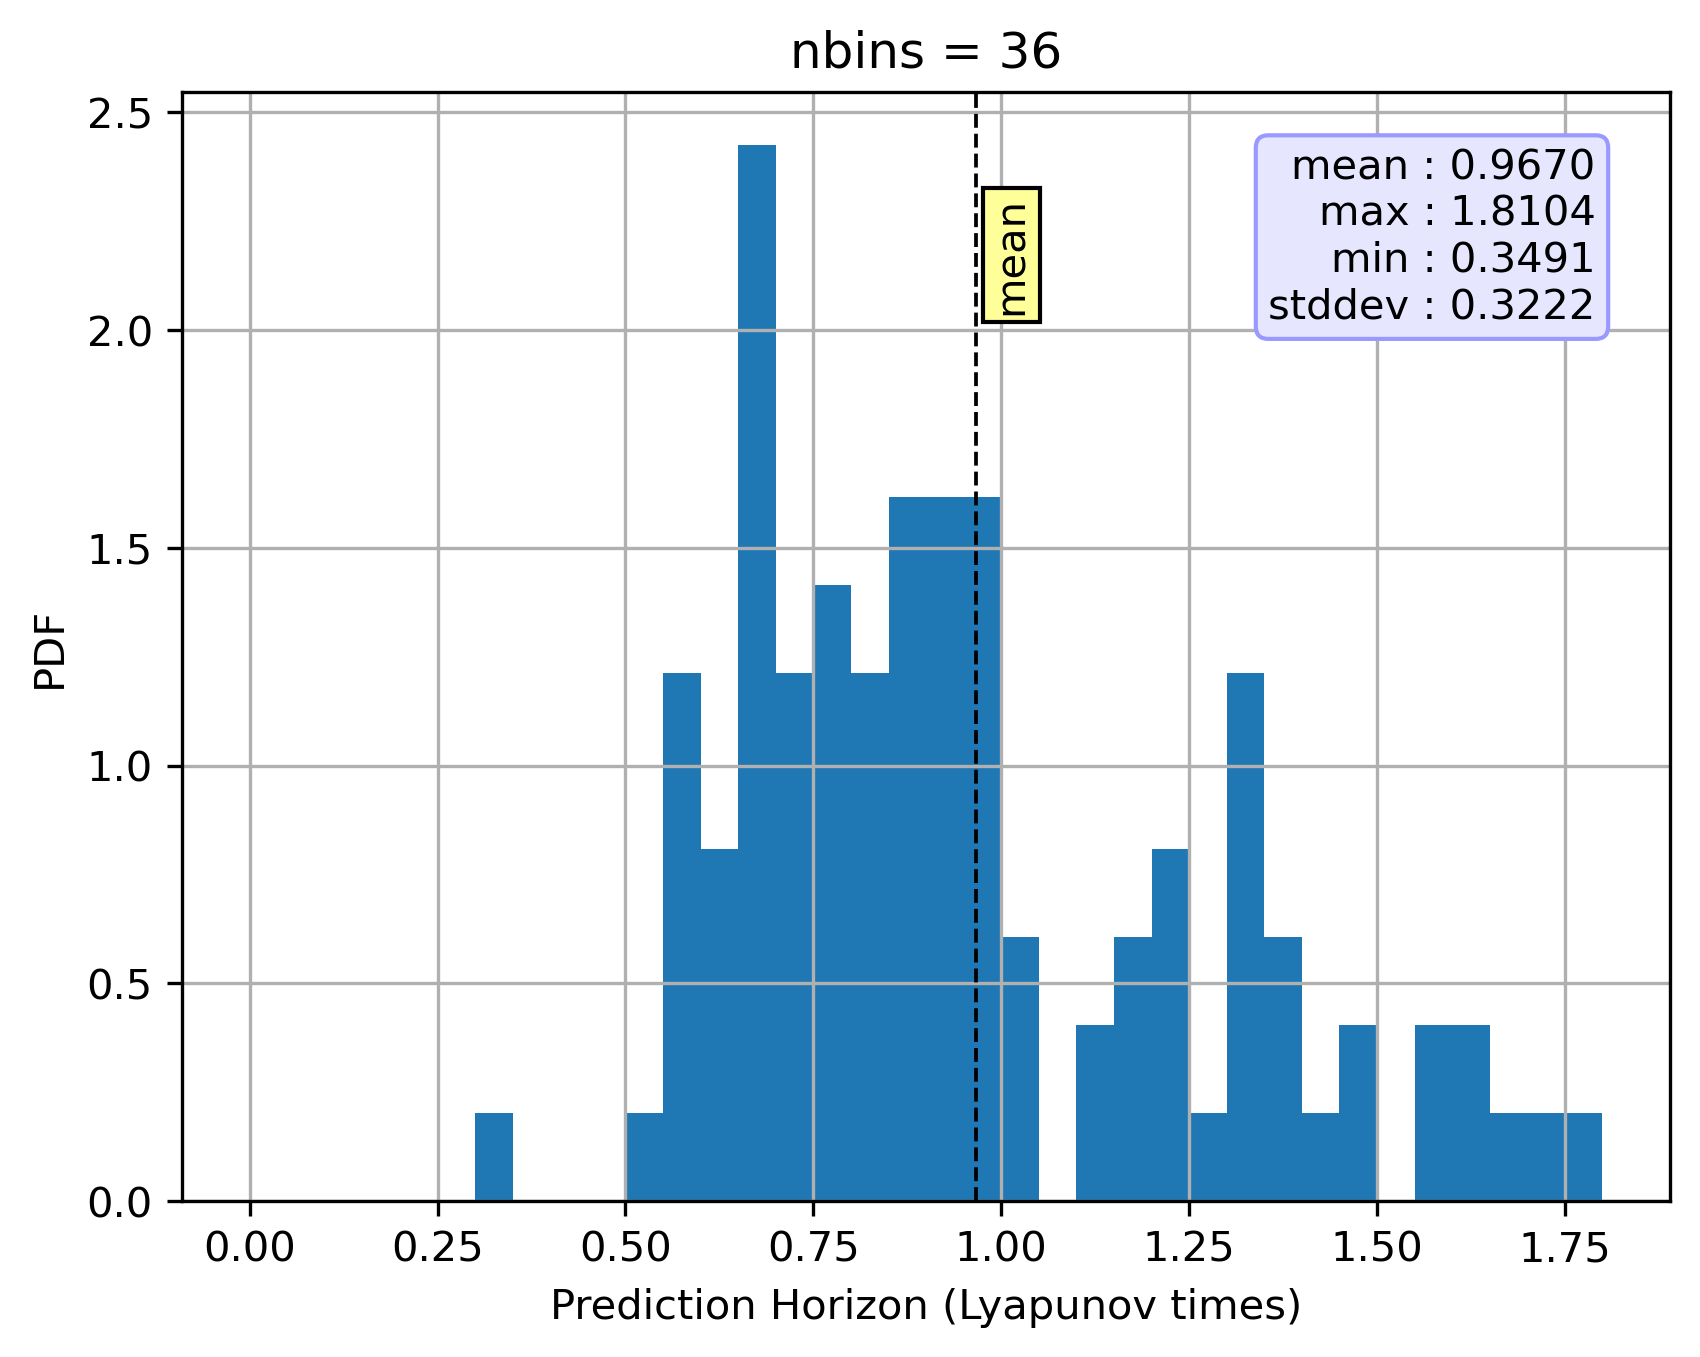 nbins = 36
2.5
2.0
1.5
1.0
0.5
0.0
PDF
mean
mean : 0.9670
max : 1.8104
min : 0.3491
stddev : 0.3222
0.00 0.25 0.50 0.75 1.00 1.25 1.50 1.75
Prediction Horizon (Lyapunov times)